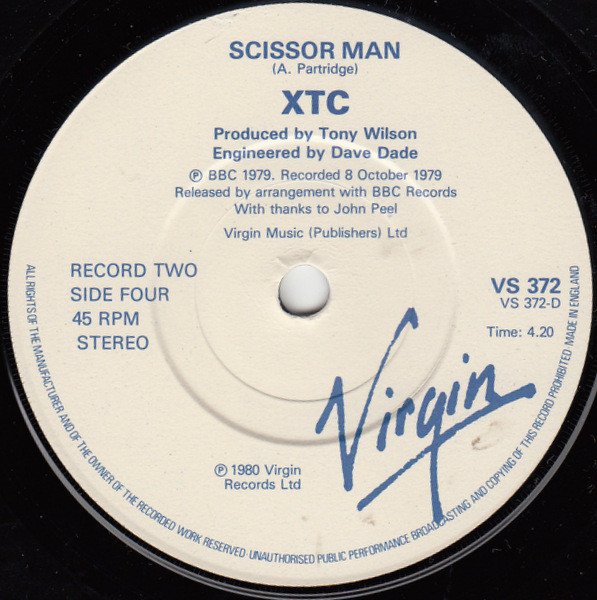 SCISSOR MAN
(A. Partridge)
XTC
Produced by Tony Wilson
Engineered by Dave Dade
Ⓟ BBC 1979. Recorded 8 October 1979
Released by arrangement with BBC Records
With thanks to John Peel
Virgin Music (Publishers) Ltd
RECORD TWO
SIDE FOUR
45 RPM
STEREO
VS 372
VS 372-D
Time: 4.20
Virgin
Ⓟ 1980 Virgin
Records Ltd
ALL RIGHTS OF THE MANUFACTURER AND OF THE OWNER OF THE RECORDED WORK RESERVED · UNAUTHORISED PUBLIC PERFORMANCE BROADCASTING AND COPYING OF THIS RECORD PROHIBITED MADE IN ENGLAND